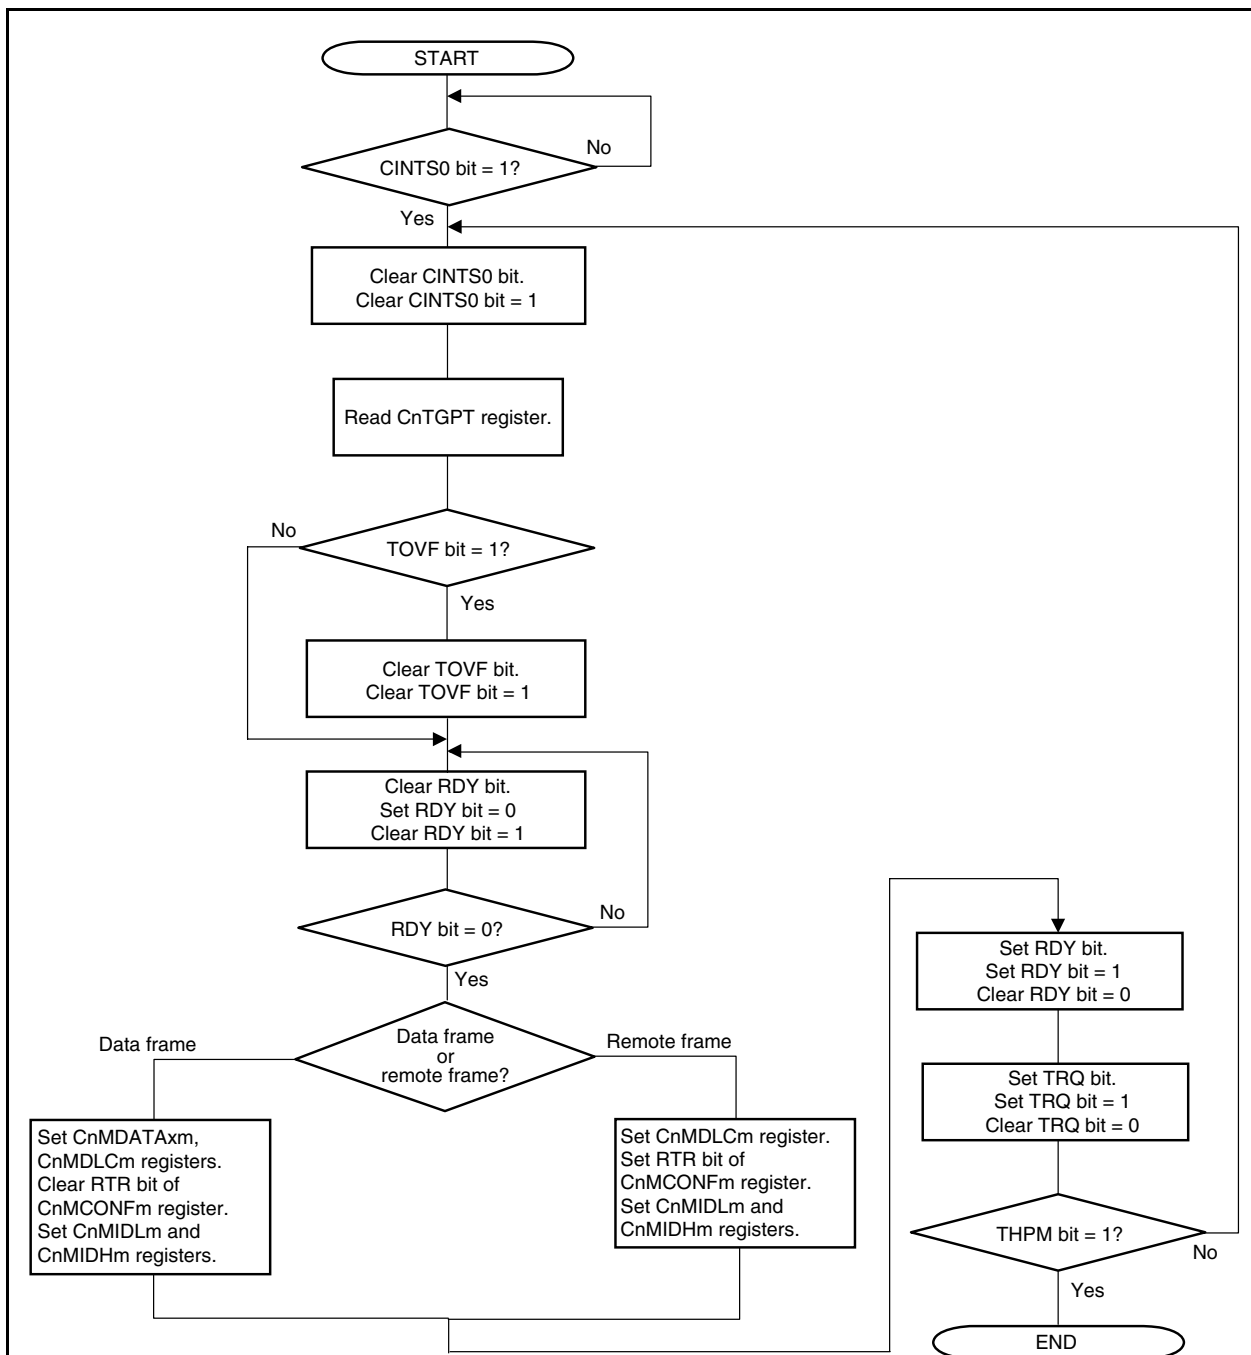 START
CINTS0 bit = 1?
No
Yes
Clear CINTS0 bit.
Clear CINTS0 bit = 1
Read CnTGPT register.
TOVF bit = 1?
No
Yes
Clear TOVF bit.
Clear TOVF bit = 1
Clear RDY bit.
Set RDY bit = 0
Clear RDY bit = 1
RDY bit = 0?
No
Yes
Data frame
or
remote frame?
Data frame
Remote frame
Set CnMDATAxm,
CnMDLCm registers.
Clear RTR bit of
CnMCONFm register.
Set CnMIDLm and
CnMIDHm registers.
Set CnMDLCm register.
Set RTR bit of
CnMCONFm register.
Set CnMIDLm and
CnMIDHm registers.
Set RDY bit.
Set RDY bit = 1
Clear RDY bit = 0
Set TRQ bit.
Set TRQ bit = 1
Clear TRQ bit = 0
THPM bit = 1?
No
Yes
END